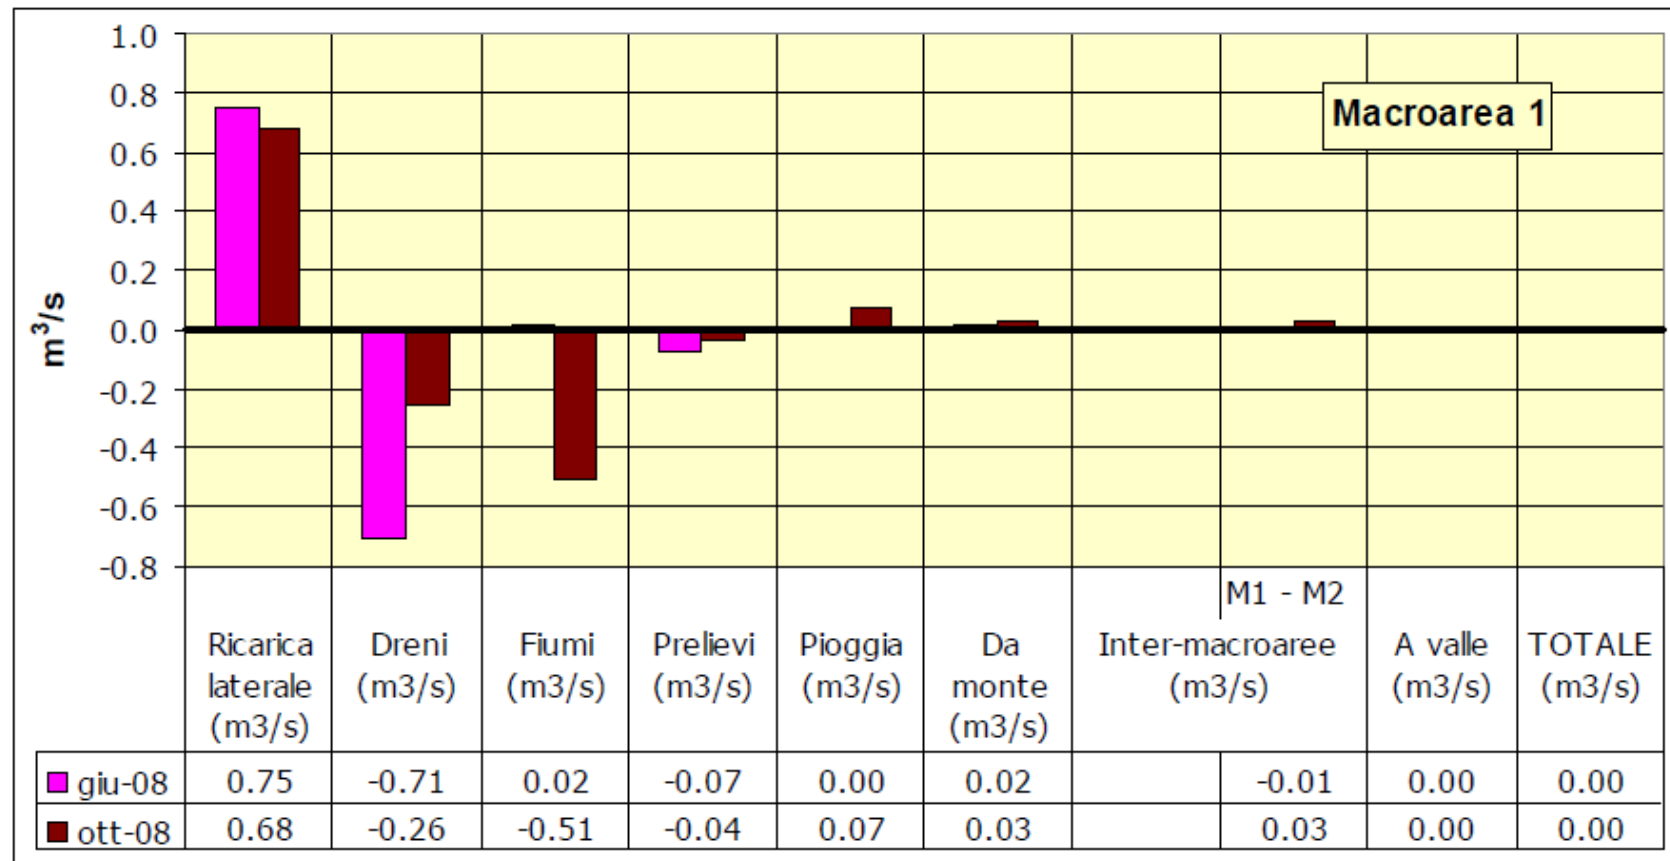 1.0
0.8
0.6
0.4
0.2
0.0
-0.2
-0.4
-0.6
-0.8
m³/s
Macroarea 1
M1 - M2
Ricarica laterale (m3/s)
Dreni (m3/s)
Fiumi (m3/s)
Prelievi (m3/s)
Pioggia (m3/s)
Da monte (m3/s)
Inter-macroaree (m3/s)
A valle (m3/s)
TOTALE (m3/s)
giu-08 0.75 -0.71 0.02 -0.07 0.00 0.02 -0.01 0.00 0.00
ott-08 0.68 -0.26 -0.51 -0.04 0.07 0.03 0.03 0.00 0.00